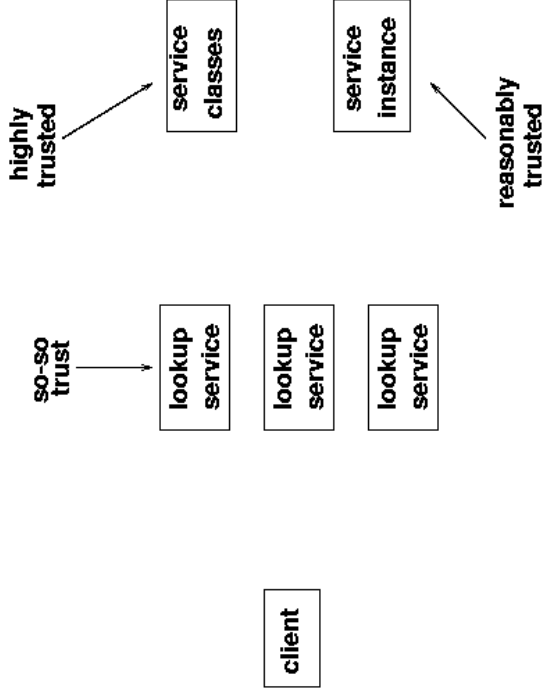 so-so
trust
highly
trusted
lookup
service
service
classes
client
lookup
service
service
instance
lookup
service
reasonably
trusted